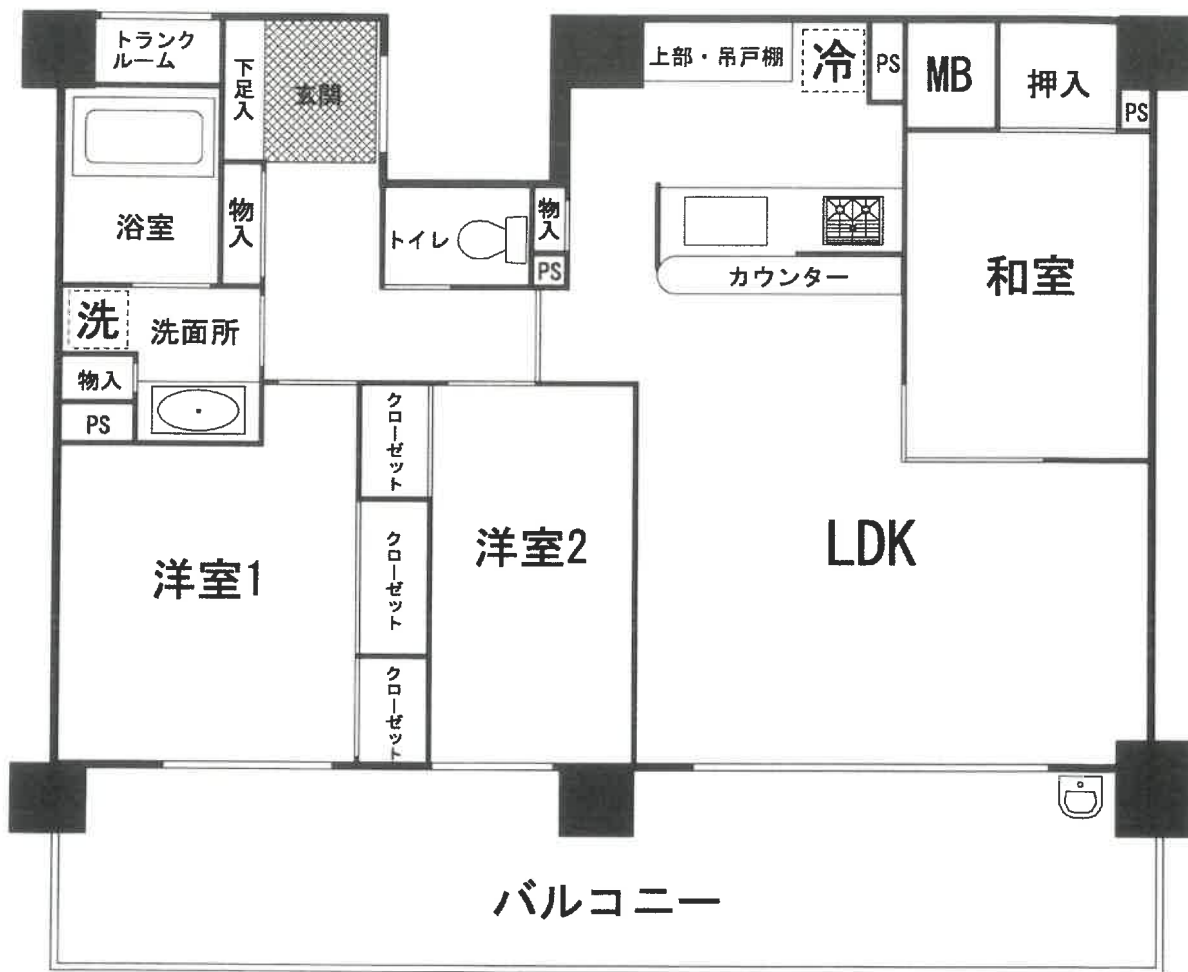 トランク
ルーム
下足入
玄関
上部・吊戸棚
冷
PS
MB
押入
PS
浴室
物入
トイレ
物入
PS
カウンター
和室
洗
洗面所
物入
PS
クローゼット
クローゼット
クローゼット
洋室1
洋室2
LDK
バルコニー